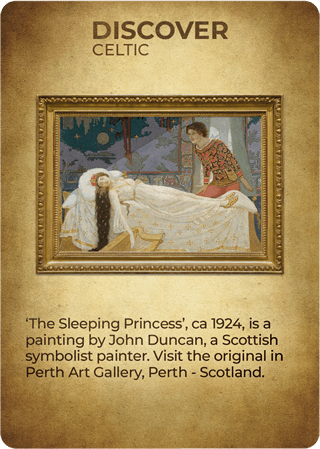 DISCOVER
CELTIC
‘The Sleeping Princess’, ca 1924, is a
painting by John Duncan, a Scottish
symbolist painter. Visit the original in
Perth Art Gallery, Perth - Scotland.